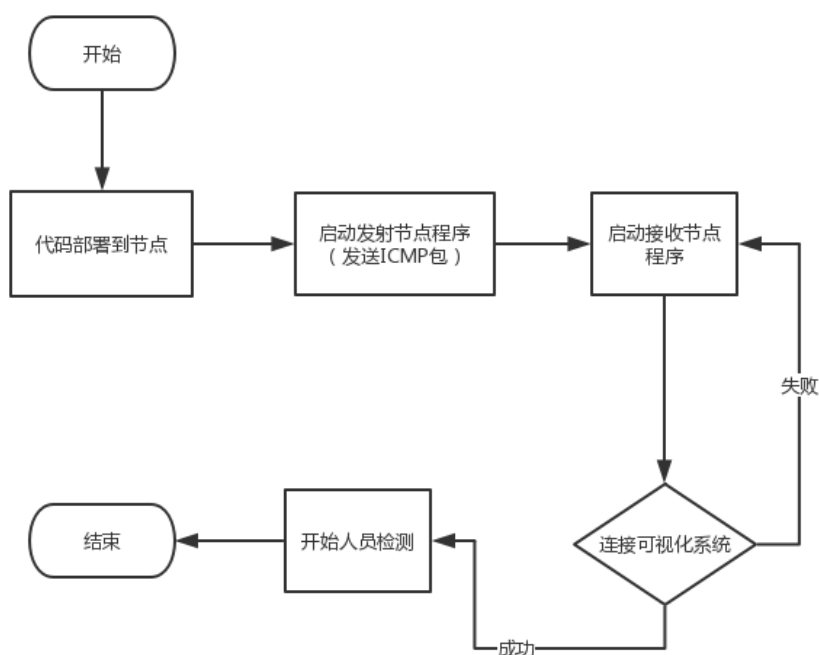 开始
代码部署到节点
启动发射节点程序
（发送ICMP包）
启动接收节点
程序
失败
连接可视化系统
成功
开始人员检测
结束